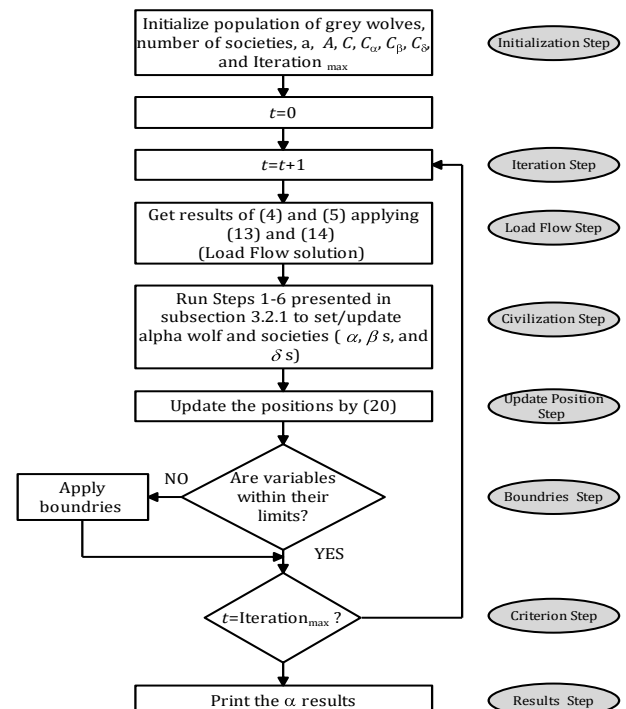 Initialize population of grey wolves,
number of societies, a, A, C, Cα, Cβ, Cδ,
and Iteration max
Initialization Step
t=0
t=t+1
Iteration Step
Get results of (4) and (5) applying
(13) and (14)
(Load Flow solution)
Load Flow Step
Run Steps 1-6 presented in
subsection 3.2.1 to set/update
alpha wolf and societies ( α, β s, and
δ s)
Civilization Step
Update the positions by (20)
Update Position
Step
Are variables
within their
limits?
NO
Apply
boundries
Boundries Step
YES
t=Iterationmax ?
Criterion Step
Print the α results
Results Step